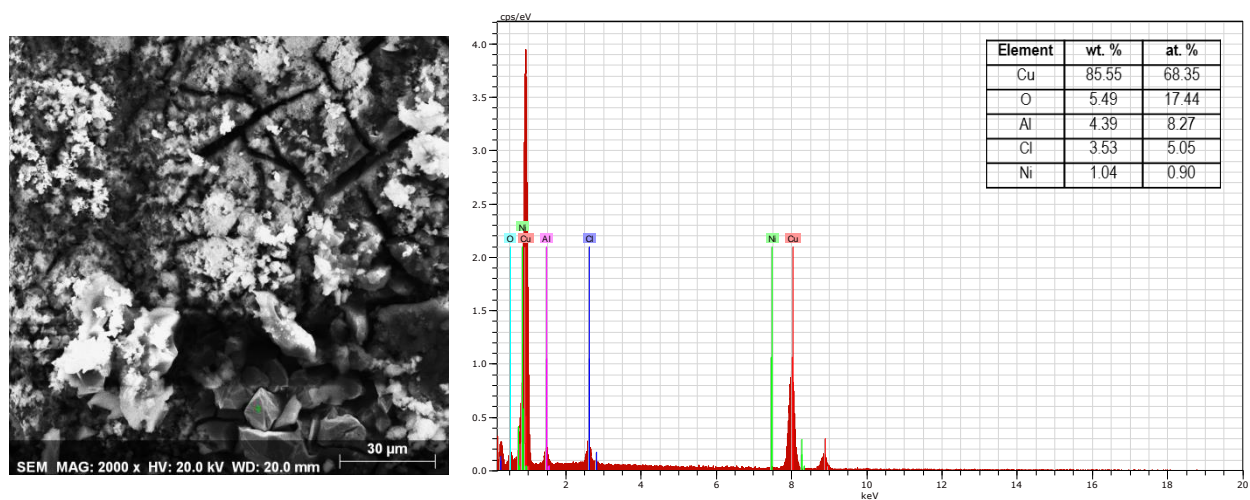 cps/eV
4.0
3.5
3.0
2.5
2.0
1.5
1.0
0.5
0.0
Element wt. % at. %
Cu 85.55 68.35
O 5.49 17.44
Al 4.39 8.27
Cl 3.53 5.05
Ni 1.04 0.90
Ni
O Cu Al Cl Ni Cu
2 4 6 8 10 12 14 16 18 20
keV
30 µm
SEM MAG: 2000 x HV: 20.0 kV WD: 20.0 mm